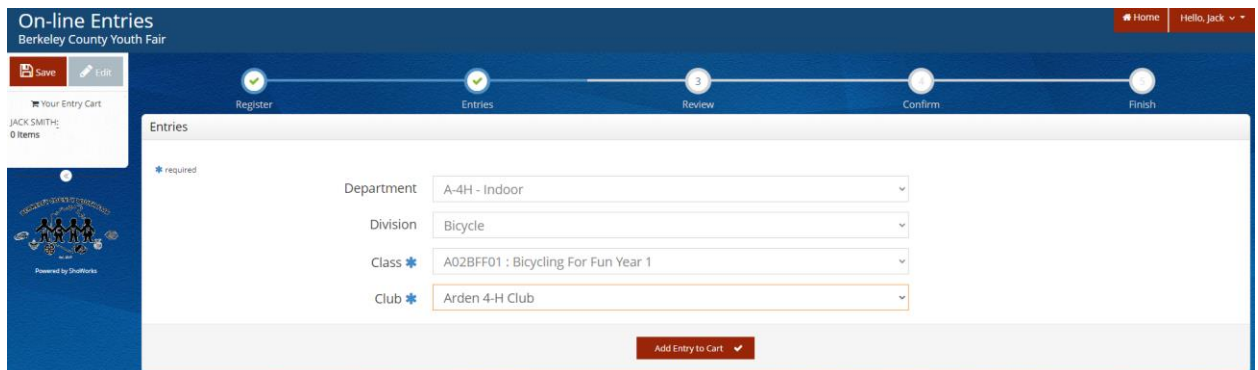 On-line Entries
Berkeley County Youth Fair
Home
Hello, Jack
Save
Edit
Your Entry Cart
JACK SMITH:
0 Items
Powered by ShoWorks
Register
Entries
3
Review
Confirm
Finish
Entries
* required
Department
A-4H - Indoor
Division
Bicycle
Class *
A02BFF01 : Bicycling For Fun Year 1
Club *
Arden 4-H Club
Add Entry to Cart